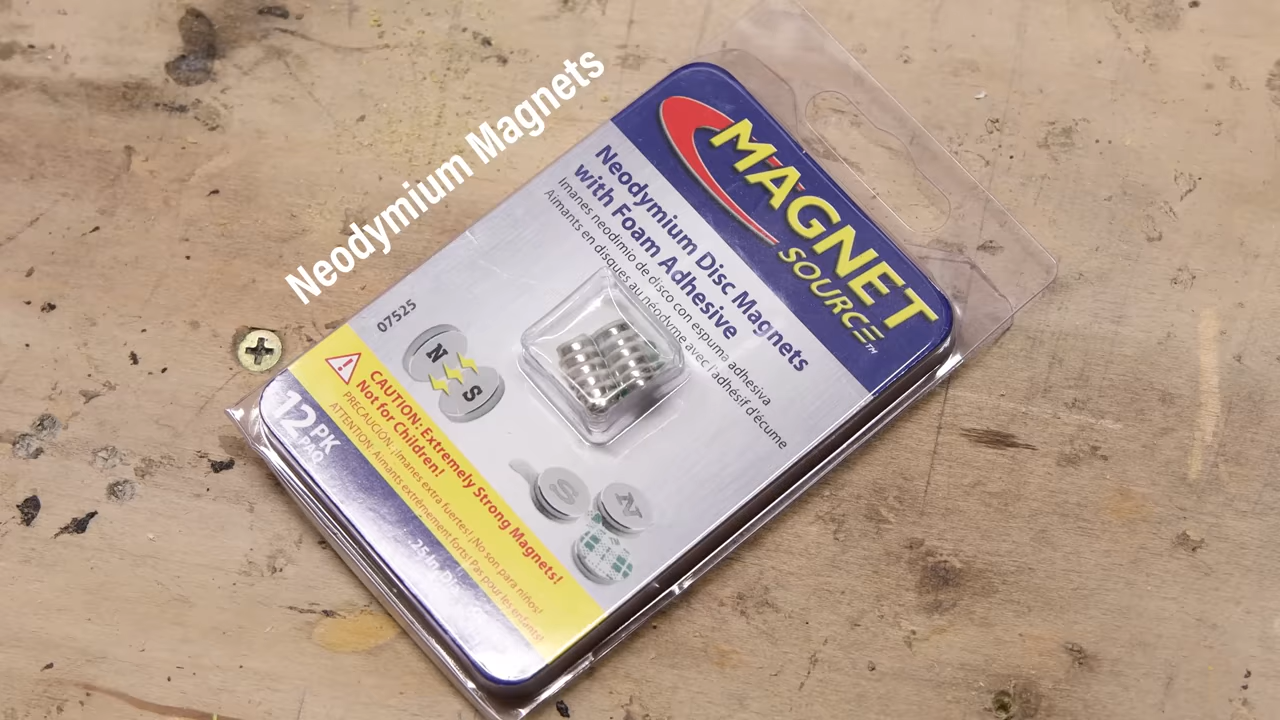 Neodymium Magnets
MAGNET
SOURCE™
Neodymium Disc Magnets
with Foam Adhesive
Imanes neodimio de disco con espuma adhesiva
Aimants en disques au néodyme avec l'adhésif d'écume
07525
N
S
S
N
CAUTION: Extremely Strong Magnets!
Not for Children!
PRECAUCIÓN: ¡Imanes extra fuertes! ¡No son para niños!
ATTENTION: Aimants extrêmement forts! Pas pour les enfants!
12 PK
PAQ